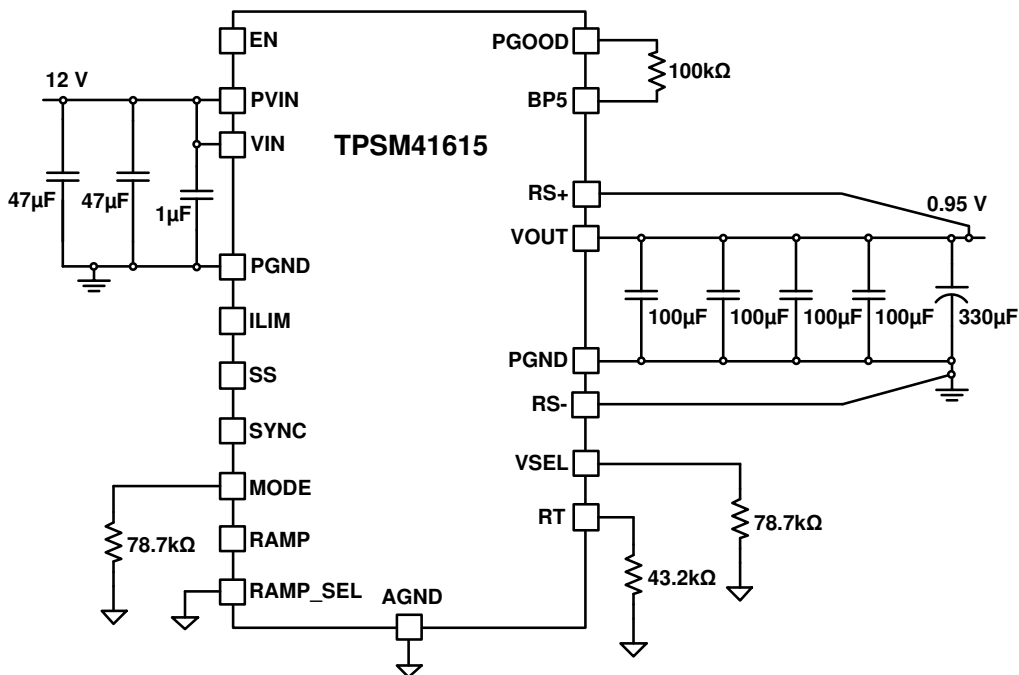 EN
PGOOD
100kΩ
12 V
PVIN
BP5
VIN
TPSM41615
47µF
47µF
1µF
RS+
0.95 V
VOUT
PGND
100µF
100µF
100µF
100µF
330µF
ILIM
PGND
SS
RS-
SYNC
VSEL
MODE
RT
78.7kΩ
78.7kΩ
RAMP
43.2kΩ
RAMP_SEL
AGND